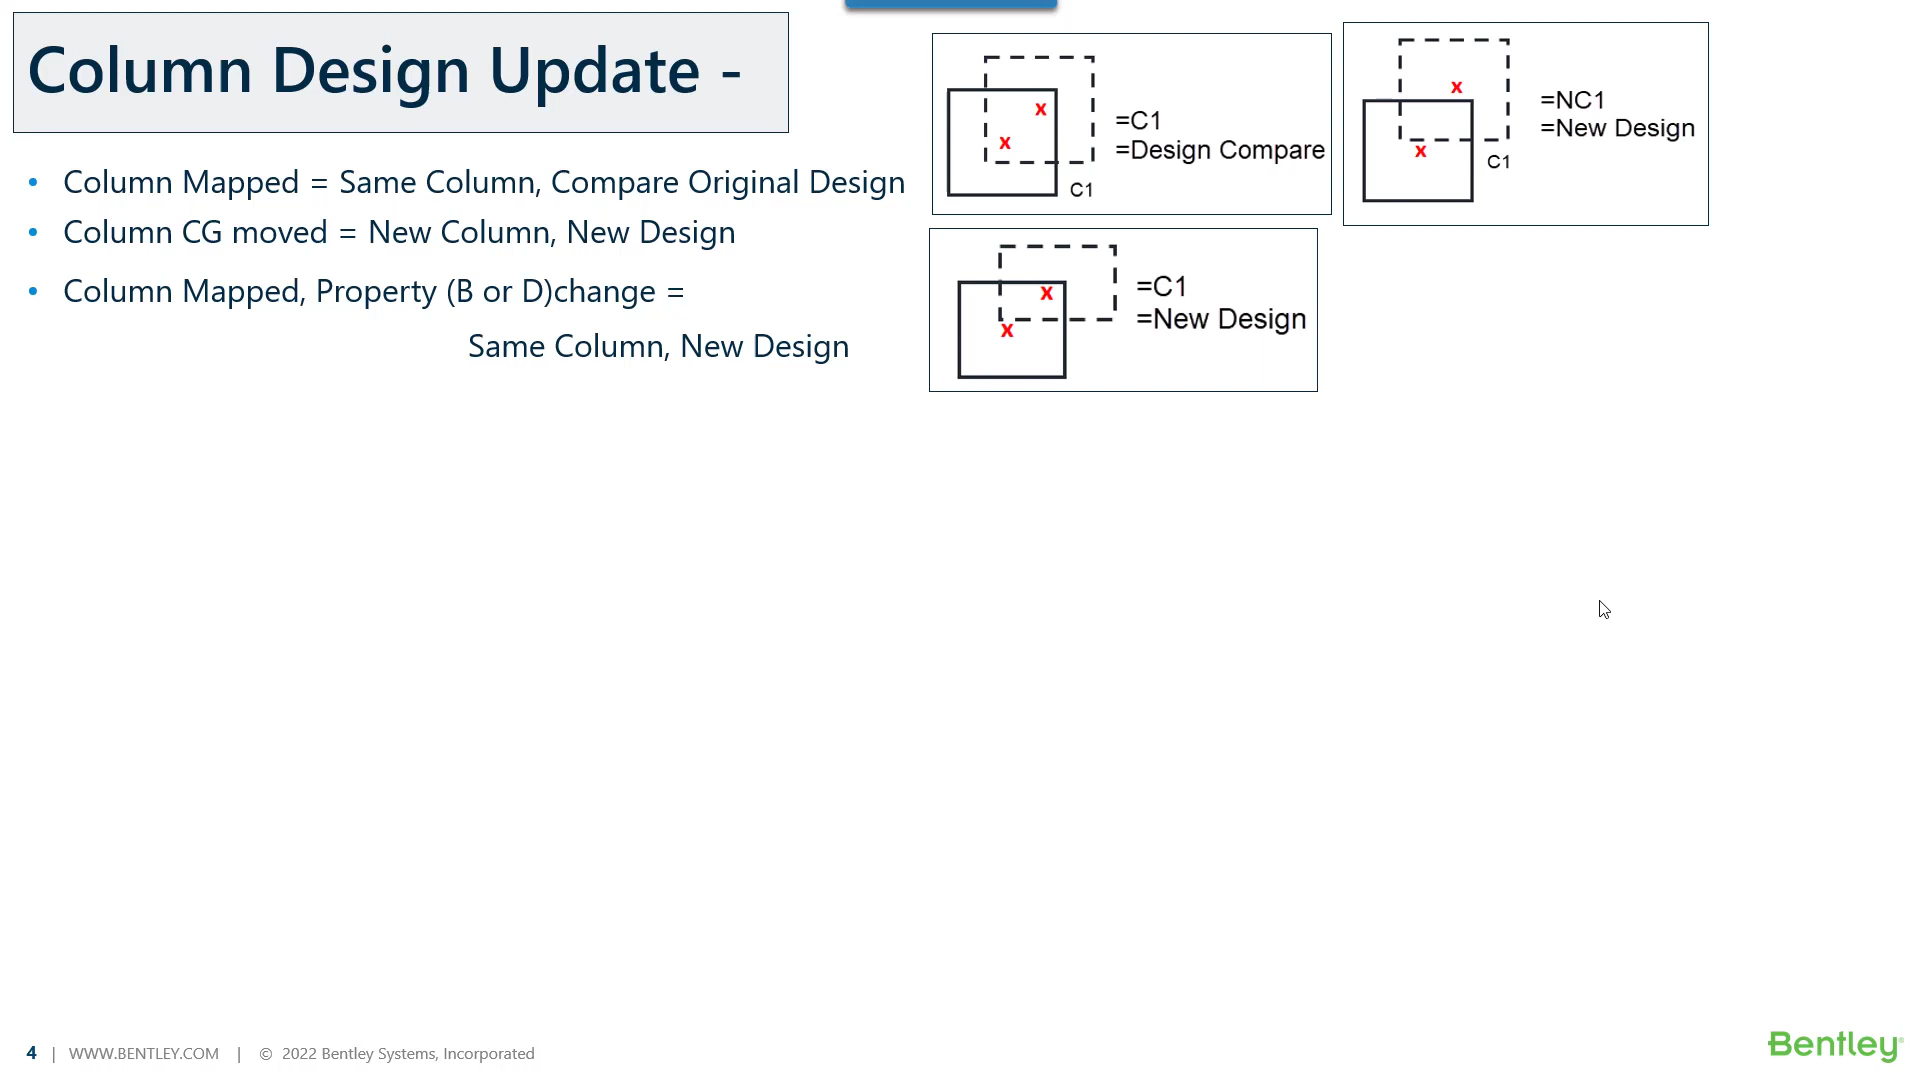 Column Design Update -
• Column Mapped = Same Column, Compare Original Design
• Column CG moved = New Column, New Design
• Column Mapped, Property (B or D)change =
Same Column, New Design
x
x
=C1
=Design Compare
C1
x
x
=NC1
=New Design
C1
x
x
=C1
=New Design
4 | WWW.BENTLEY.COM | © 2022 Bentley Systems, Incorporated
Bentley®